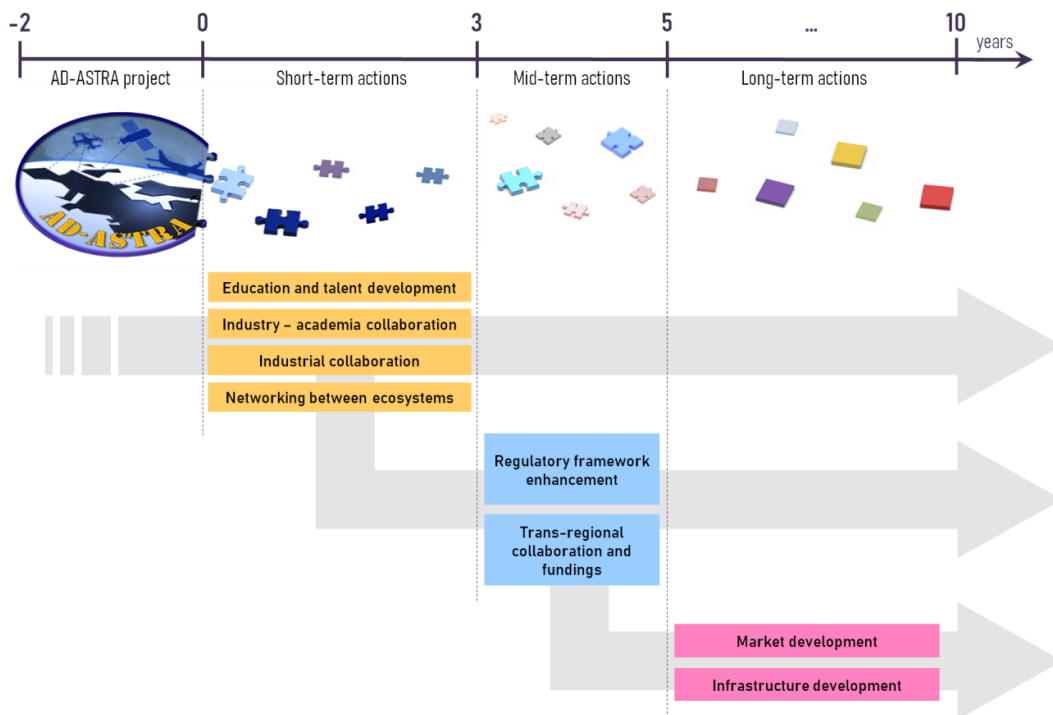 -2 0 3 5 ... 10
years
AD-ASTRA project Short-term actions Mid-term actions Long-term actions
AD-ASTRA
Education and talent development
Industry – academia collaboration
Industrial collaboration
Networking between ecosystems
Regulatory framework
enhancement
Trans-regional
collaboration and
fundings
Market development
Infrastructure development